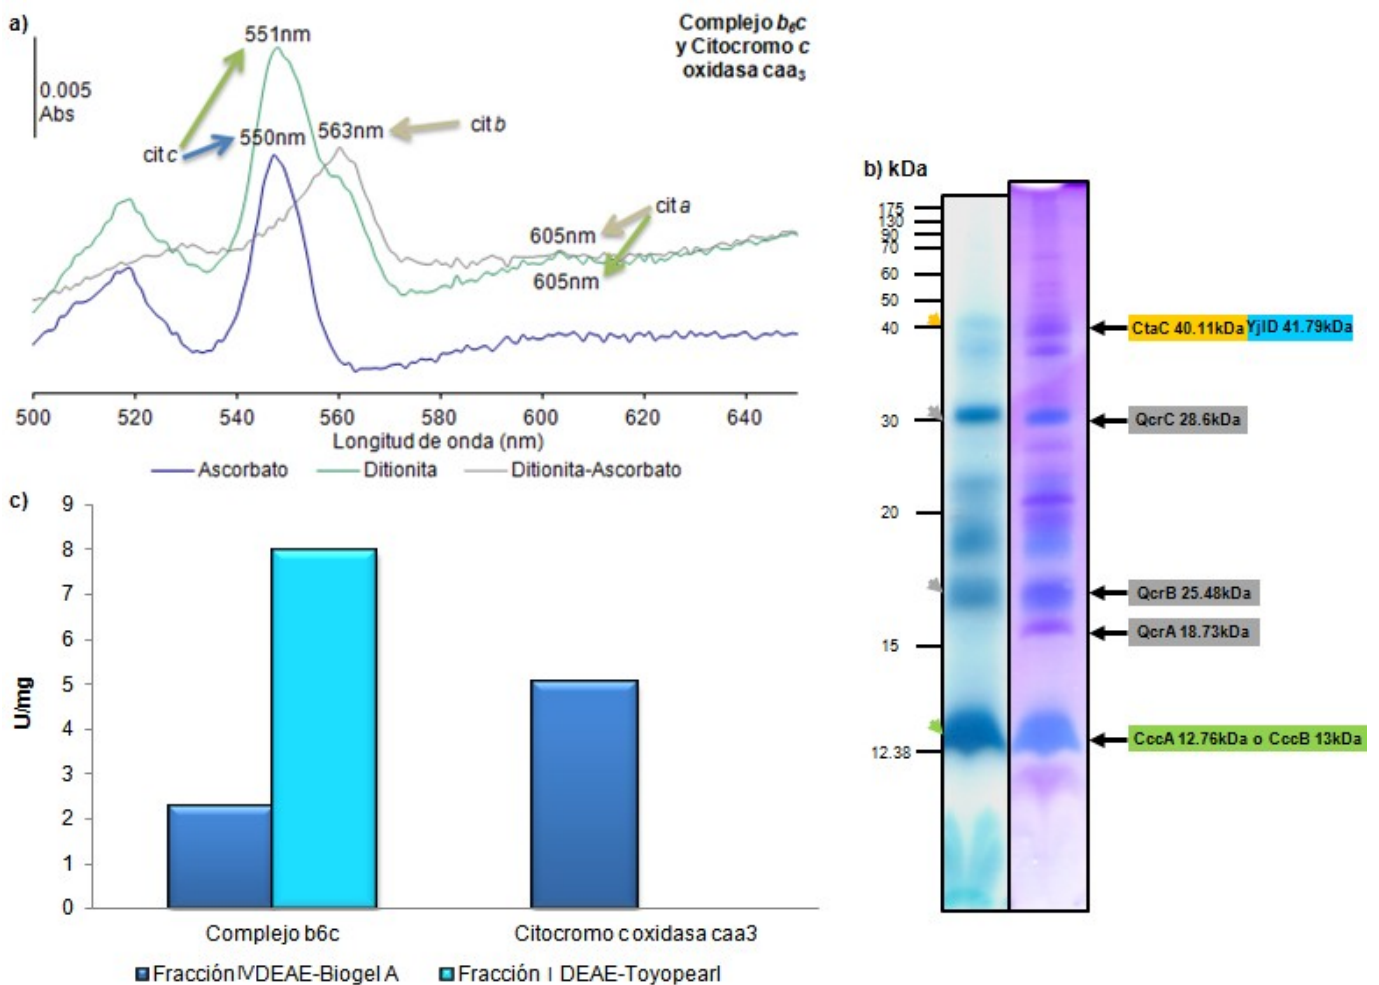 a)
Complejo b₆c
y Citocromo c
oxidasa caa₃
551nm
0.005
Abs
cit c
550nm
563nm
cit b
cit a
605nm
605nm
500 520 540 560 580 600 620 640
Longitud de onda (nm)
Ascorbato Ditionita Ditionita-Ascorbato
b) kDa
175
130
90
70
60
50
40
30
20
15
12.38
CtaC 40.11kDa YjlD 41.79kDa
QcrC 28.6kDa
QcrB 25.48kDa
QcrA 18.73kDa
CccA 12.76kDa o CccB 13kDa
c)
9
8
7
6
5
4
3
2
1
0
U/mg
Complejo b6c Citocromo c oxidasa caa3
Fracción IV DEAE-Biogel A Fracción I DEAE-Toyopearl